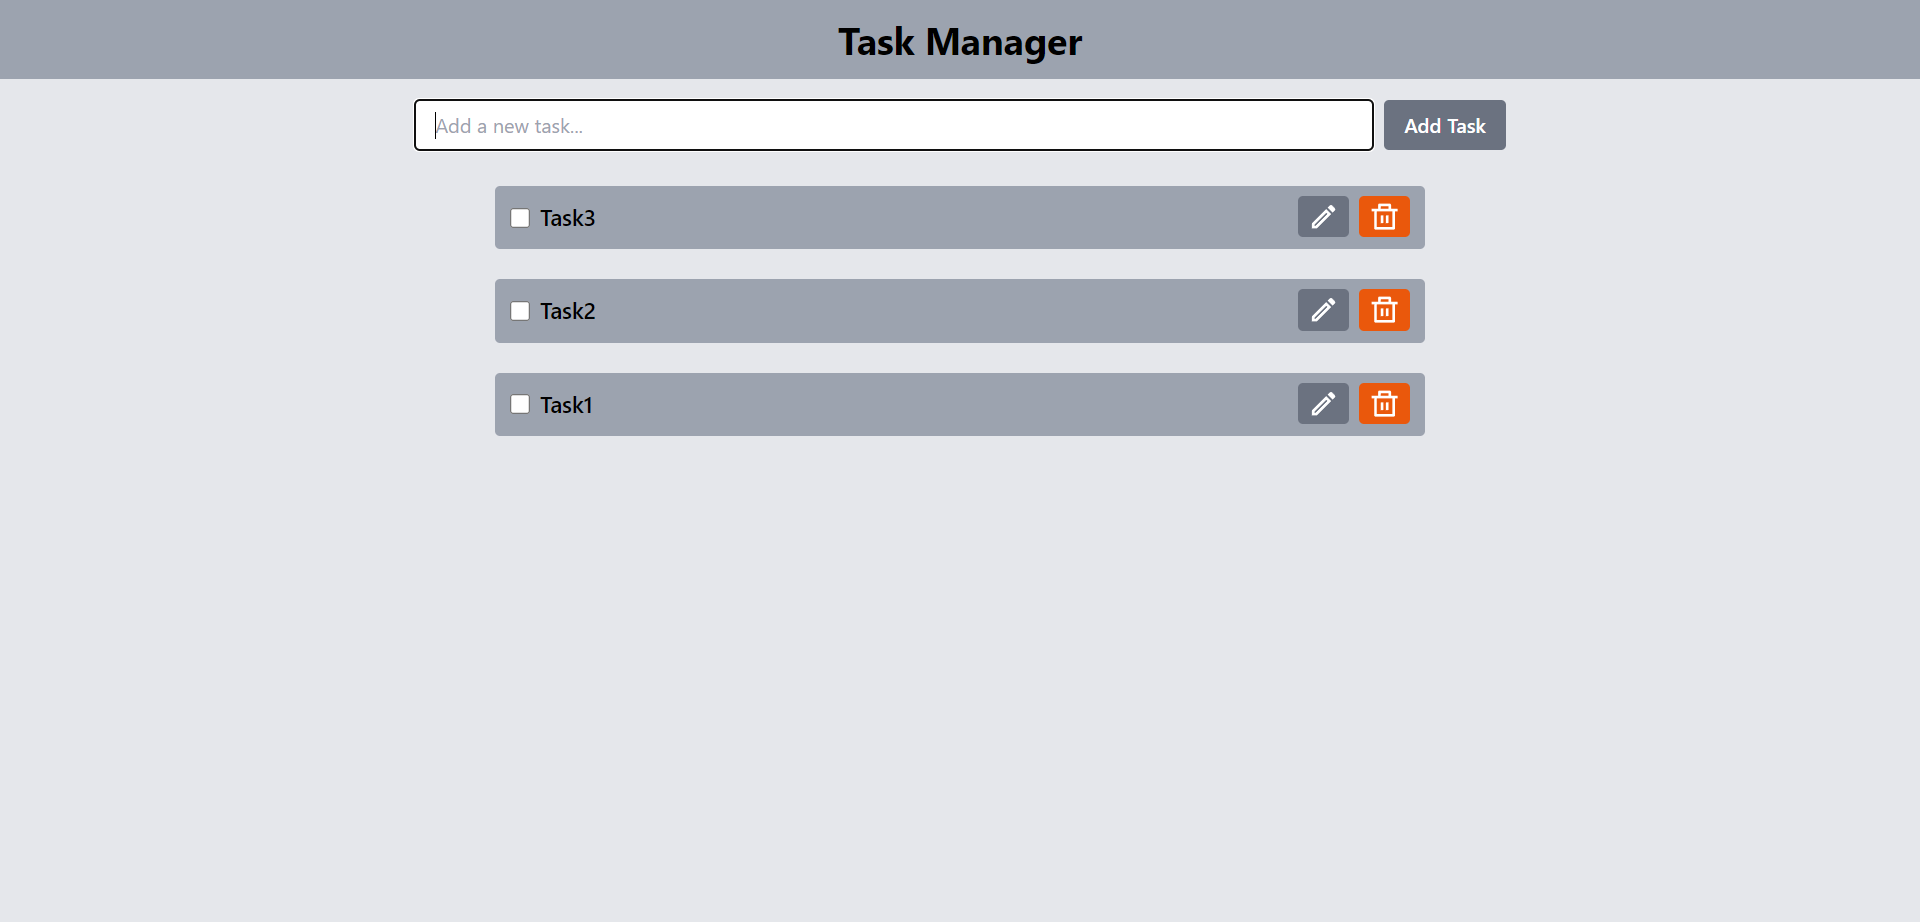 Task Manager
Add a new task...
Add Task
Task3
Task2
Task1